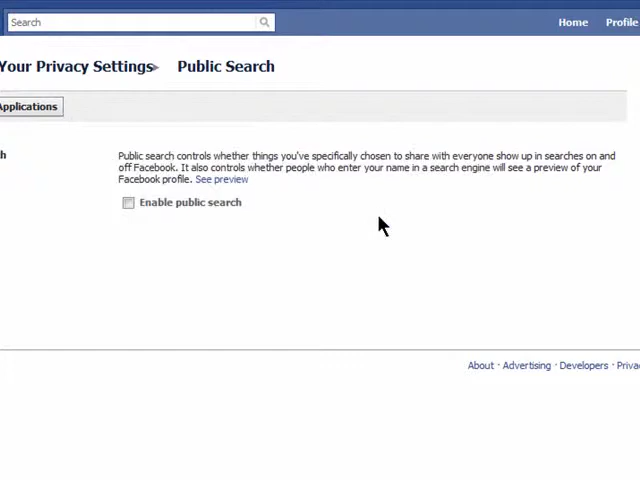 Search
Home Profile
Your Privacy Settings Public Search
Applications
h
Public search controls whether things you've specifically chosen to share with everyone show up in searches on and
off Facebook. It also controls whether people who enter your name in a search engine will see a preview of your
Facebook profile. See preview
Enable public search
About · Advertising · Developers · Priva